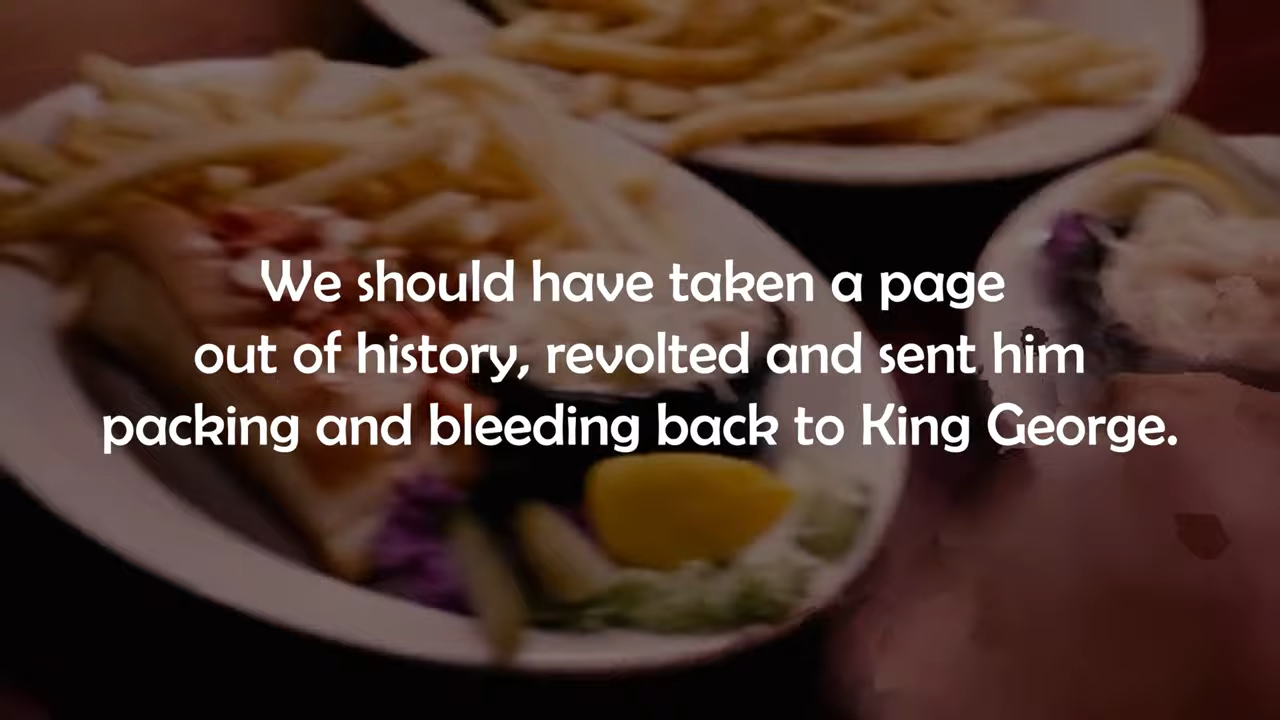 We should have taken a page
out of history, revolted and sent him
packing and bleeding back to King George.